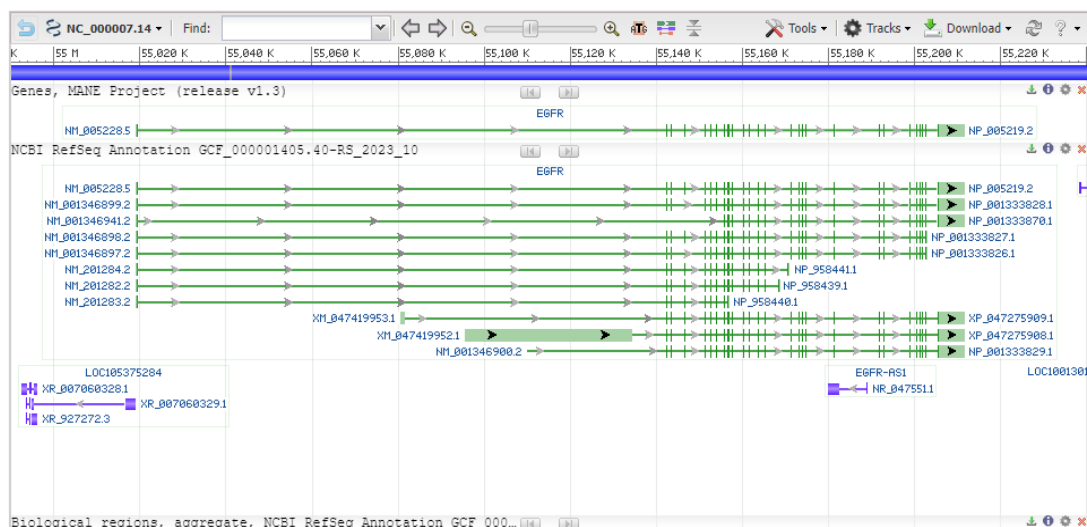 NC_000007.14 Find: ATG Tools Tracks Download ?
K 55 M 55,020 K 55,040 K 55,060 K 55,080 K 55,100 K 55,120 K 55,140 K 55,160 K 55,180 K 55,200 K 55,220 K
Genes, MANE Project (release v1.3)
EGFR
NM_005228.5 NP_005219.2
NCBI RefSeq Annotation GCF_000001405.40-RS_2023_10
EGFR
NM_005228.5 NP_005219.2
NM_001346899.2 NP_001333828.1
NM_001346941.2 NP_001333870.1
NM_001346898.2 NP_001333827.1
NM_001346897.2 NP_001333826.1
NM_201284.2 NP_958441.1
NM_201282.2 NP_958439.1
NM_201283.2 NP_958440.1
XM_047419953.1 XP_047275909.1
XM_047419952.1 XP_047275908.1
NM_001346900.2 NP_001333829.1
LOC105375284 EGFR-AS1 LOC1001301
XR_007060328.1 NR_047551.1
XR_007060329.1
XR_927272.3
Biological regions, aggregate, NCBI RefSeq Annotation GCF 000…